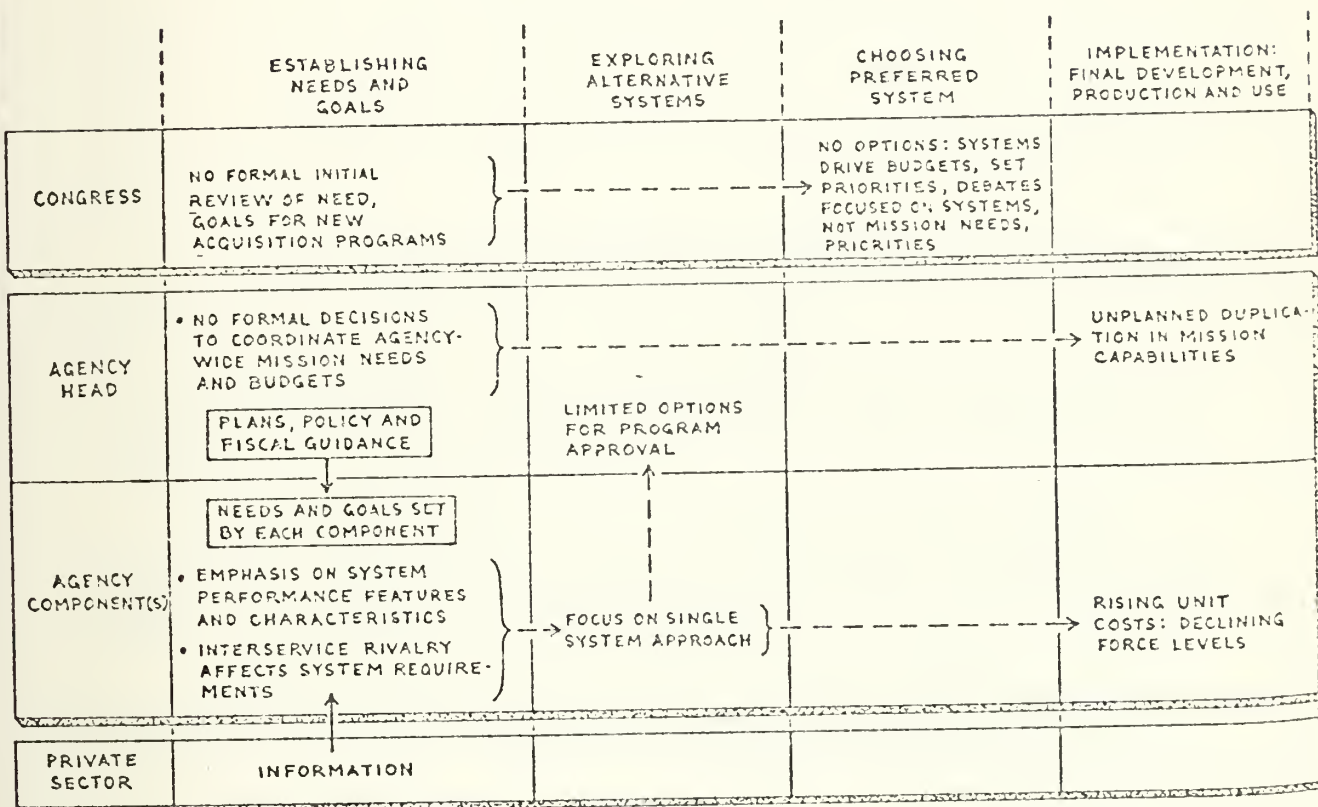 ESTABLISHING
NEEDS AND
GOALS
EXPLORING
ALTERNATIVE
SYSTEMS
CHOOSING
PREFERRED
SYSTEM
IMPLEMENTATION:
FINAL DEVELOPMENT,
PRODUCTION AND USE
CONGRESS
NO FORMAL INITIAL
REVIEW OF NEED,
GOALS FOR NEW
ACQUISITION PROGRAMS
NO OPTIONS: SYSTEMS
DRIVE BUDGETS, SET
PRIORITIES, DEBATES
FOCUSED ON SYSTEMS,
NOT MISSION NEEDS,
PRIORITIES
AGENCY
HEAD
• NO FORMAL DECISIONS
TO COORDINATE AGENCY-
WIDE MISSION NEEDS
AND BUDGETS
PLANS, POLICY AND
FISCAL GUIDANCE
LIMITED OPTIONS
FOR PROGRAM
APPROVAL
UNPLANNED DUPLICA-
TION IN MISSION
CAPABILITIES
AGENCY
COMPONENT(S)
NEEDS AND GOALS SET
BY EACH COMPONENT
• EMPHASIS ON SYSTEM
PERFORMANCE FEATURES
AND CHARACTERISTICS
• INTERSERVICE RIVALRY
AFFECTS SYSTEM REQUIRE-
MENTS
FOCUS ON SINGLE
SYSTEM APPROACH
RISING UNIT
COSTS: DECLINING
FORCE LEVELS
PRIVATE
SECTOR
INFORMATION